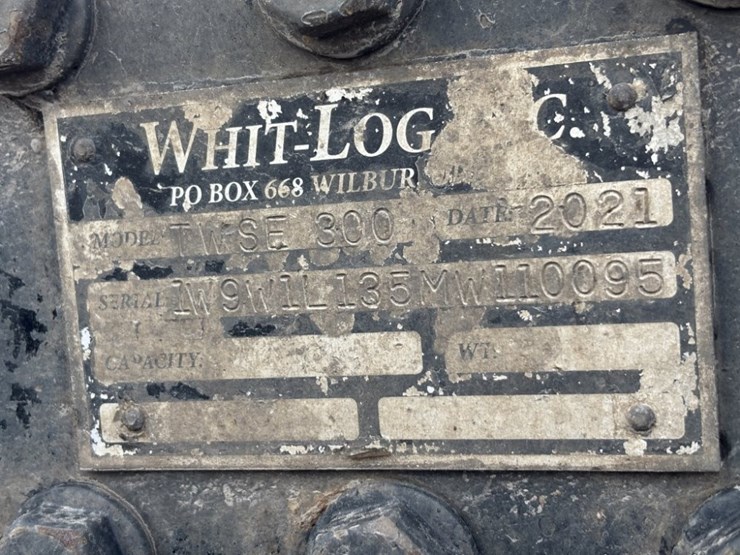 WHIT-LOG
PO BOX 668 WILBUR
MODEL TWSE 300 DATE: 2021
SERIAL 1W9W1L135MW110095
CAPACITY: WT: